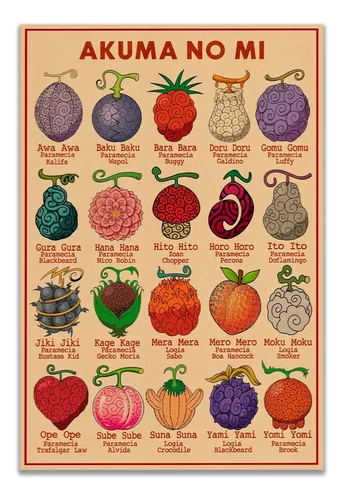 AKUMA NO MI
Awa Awa
Paramecia
Kalifa
Baku Baku
Paramecia
Wapol
Bara Bara
Paramecia
Buggy
Doru Doru
Paramecia
Galdino
Gomu Gomu
Paramecia
Luffy
Gura Gura
Paramecia
Blackbeard
Hana Hana
Paramecia
Nico Robin
Hito Hito
Zoan
Chopper
Horo Horo
Paramecia
Perona
Ito Ito
Paramecia
Doflamingo
Jiki Jiki
Paramecia
Eustass Kid
Kage Kage
Paramecia
Gecko Moria
Mera Mera
Logia
Sabo
Mero Mero
Paramecia
Boa Hancock
Moku Moku
Logia
Smoker
Ope Ope
Paramecia
Trafalgar Law
Sube Sube
Paramecia
Alvida
Suna Suna
Logia
Crocodile
Yami Yami
Logia
Blackbeard
Yomi Yomi
Paramecia
Brook